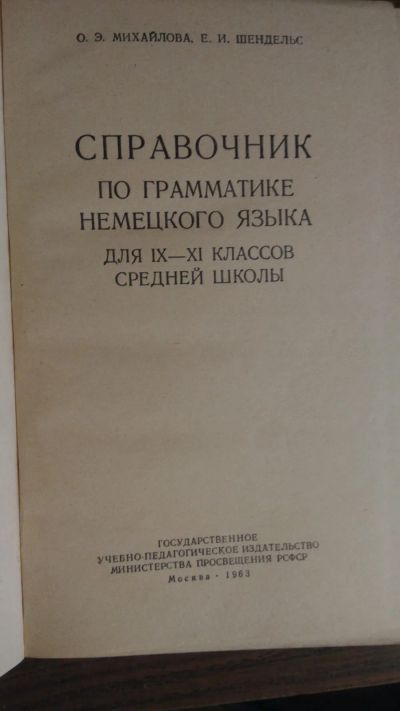 О. Э. МИХАЙЛОВА, Е. И. ШЕНДЕЛЬС
СПРАВОЧНИК
ПО ГРАММАТИКЕ
НЕМЕЦКОГО ЯЗЫКА
ДЛЯ IX—XI КЛАССОВ
СРЕДНЕЙ ШКОЛЫ
ГОСУДАРСТВЕННОЕ
УЧЕБНО-ПЕДАГОГИЧЕСКОЕ ИЗДАТЕЛЬСТВО
МИНИСТЕРСТВА ПРОСВЕЩЕНИЯ РСФСР
Москва · 1963